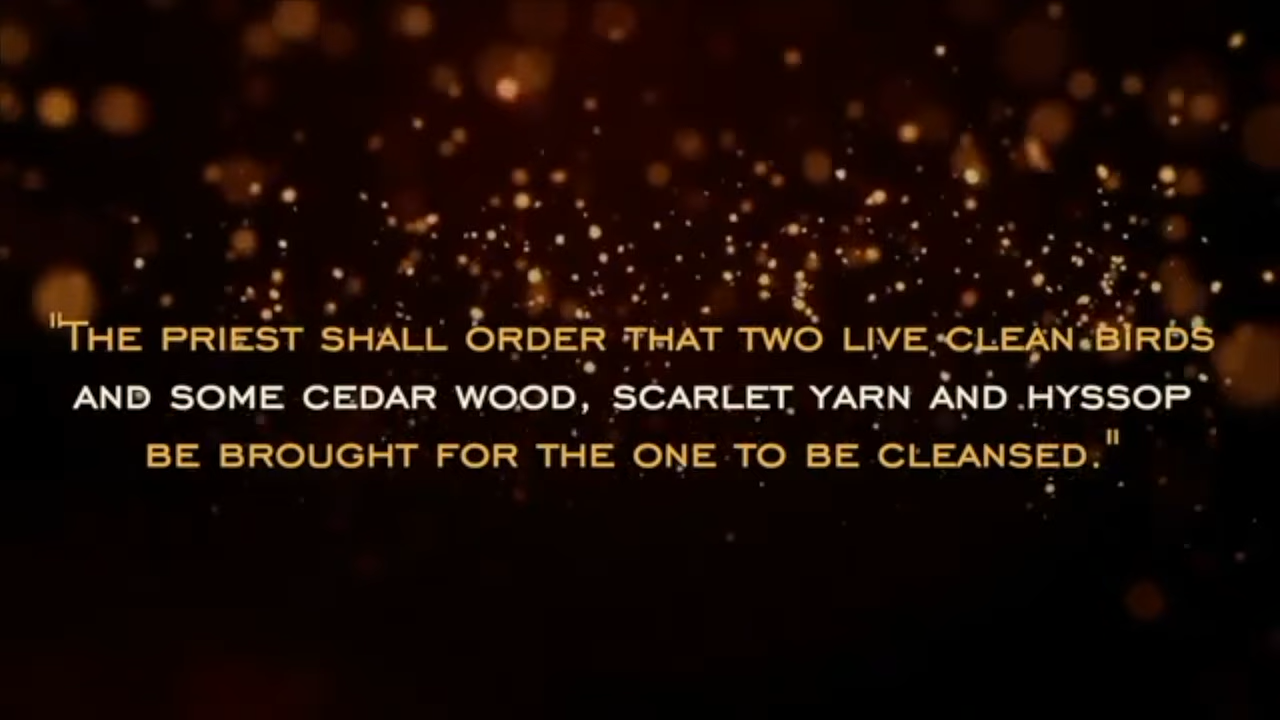 "The priest shall order that two live clean birds
and some cedar wood, scarlet yarn and hyssop
be brought for the one to be cleansed."